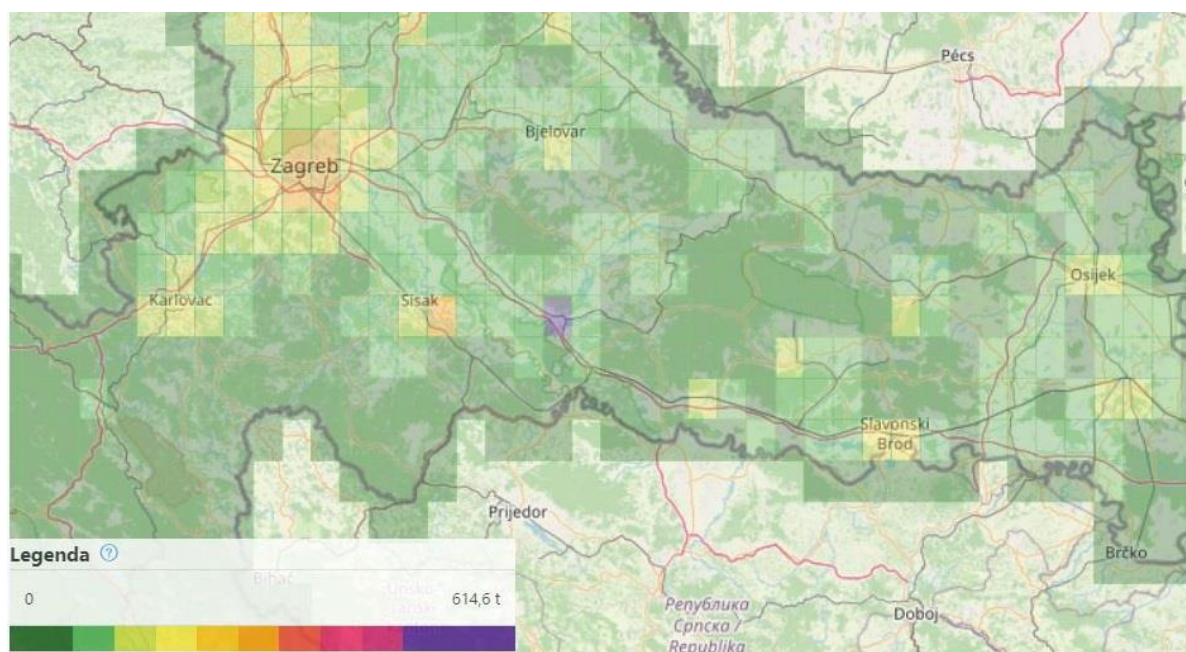 Pécs
Bjelovar
Zagreb
Osijek
Karlovac
Sisak
Slavonski
Brod
Prijedor
Legenda ?
Brčko
Bihać
0
614,6 t
Република
Српска /
Republika
Doboj